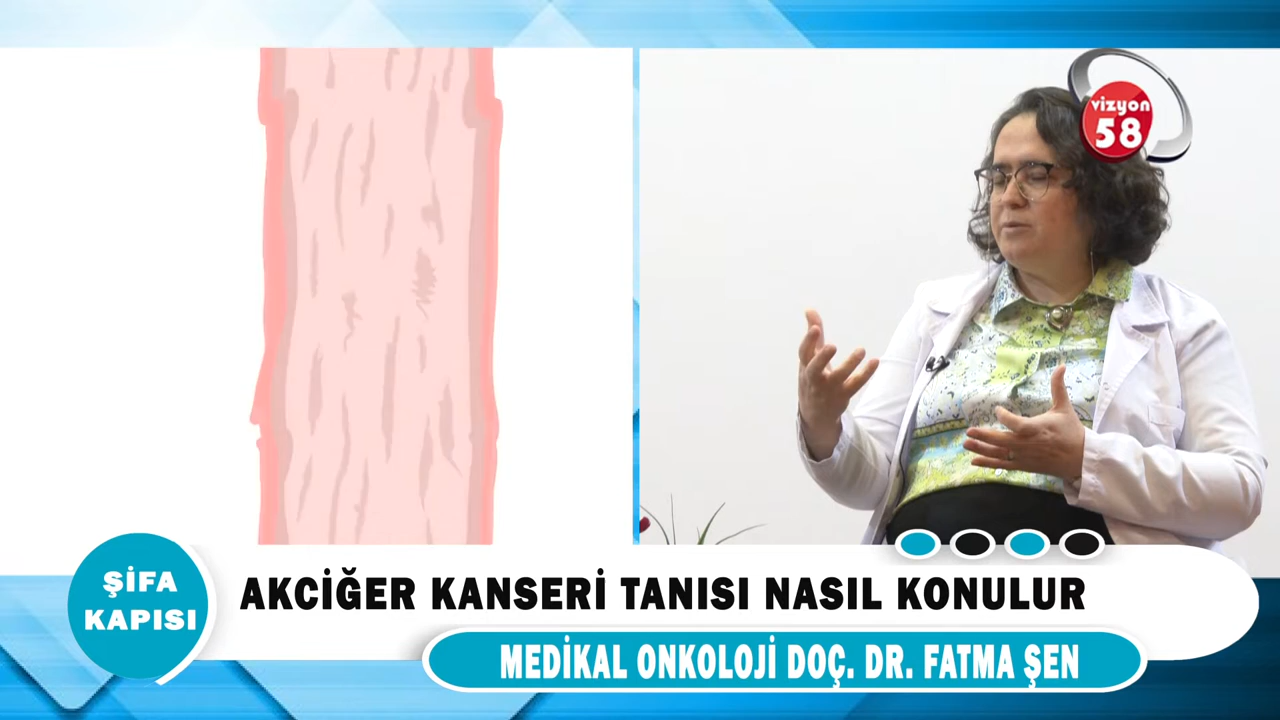 vizyon
58
ŞİFA
KAPISI
AKCİĞER KANSERİ TANISI NASIL KONULUR
MEDİKAL ONKOLOJİ DOÇ. DR. FATMA ŞEN